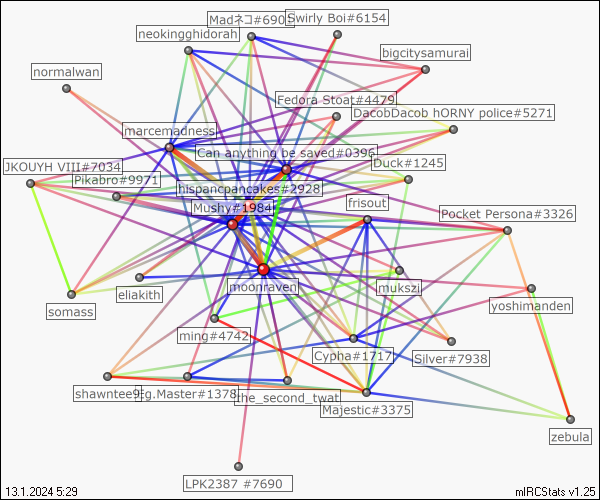 Swirly Boi#6154
Madネコ#690
neokingghidorah
bigcitysamurai
normalwan
Fedora Stoat#4479
DacobDacob hORNY police#5271
marcemadness
Can anything be saved#0396
Duck#1245
JKOUYH VIII#7034
Pikabro#9971
hispanicpancakes#2928
Mushy#1984
frisout
Pocket Persona#3326
moonraven
mukszi
eliakith
somass
yoshimanden
ming#4742
Cypha#1717
Silver#7938
shawntee9
g.Master#1378
the_second_twat
Majestic#3375
zebula
LPK2387 #7690
13.1.2024 5:29
mIRCStats v1.25